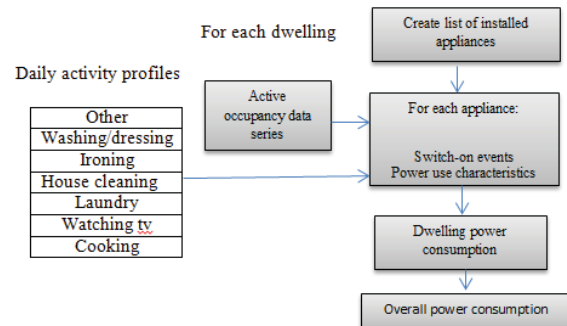 For each dwelling
Create list of installed
appliances
Daily activity profiles
Active
occupancy data
series
For each appliance:
Switch-on events
Power use characteristics
Other
Washing/dressing
Ironing
House cleaning
Laundry
Watching tv
Cooking
Dwelling power
consumption
Overall power consumption